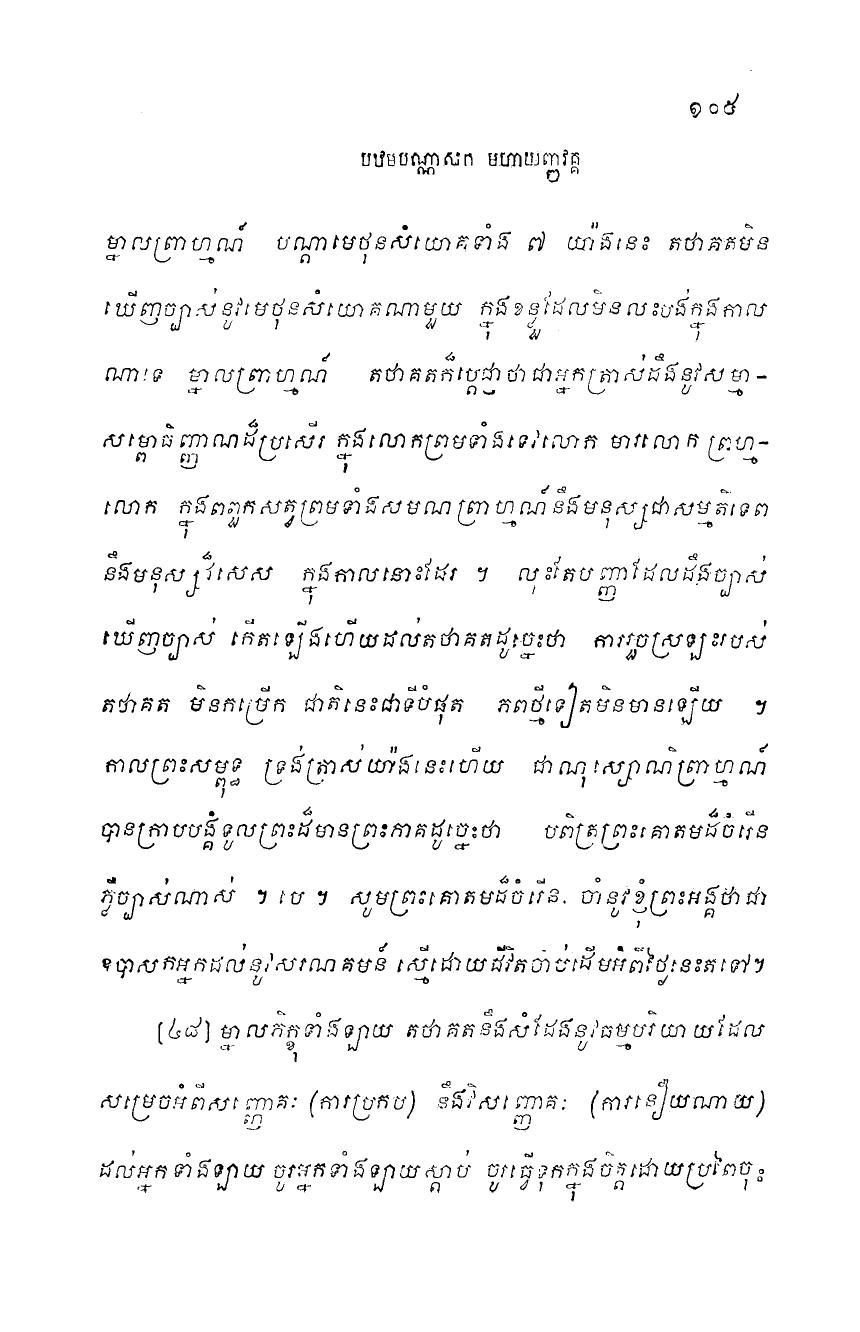 ១០៥
បឋមបណ្ណាសក មហាយញ្ញវគ្គ
ម្នាលព្រាហ្មណ៍ បណ្តាមេថុនសំយោគទាំង ៧ យ៉ាងនេះ តថាគតមិន
ឃើញច្បាស់នូវមេថុនសំយោគណាមួយ ក្នុងខន្ធដែលមិនលះបង់ក្នុងកាល
ណាទេ ម្នាលព្រាហ្មណ៍ តថាគតក៏ប្តេជ្ញាថាជាអ្នកត្រាស់ដឹងនូវសម្មា-
សម្ពោធិញ្ញាណដ៏ប្រសើរ ក្នុងលោកព្រមទាំងទេវលោក មារលោក ព្រហ្ម-
លោក ក្នុងពពួកសត្វព្រមទាំងសមណព្រាហ្មណ៍នឹងមនុស្សជាសម្មតិទេព
នឹងមនុស្សដ៏សេស ក្នុងកាលនោះដែរ ។ លុះតែបញ្ញាដែលដឹងច្បាស់
ឃើញច្បាស់ កើតឡើងហើយដល់តថាគតដូច្នេះថា ការរួចស្រឡះរបស់
តថាគត មិនកម្រើក ជាតិនេះជាទីបំផុត ភពថ្មីទៀតមិនមានឡើយ ។
កាលព្រះសម្ពុទ្ធ ទ្រង់ត្រាស់យ៉ាងនេះហើយ ជាណុស្សោណិព្រាហ្មណ៍
បានក្រាបបង្គំទូលព្រះដ៏មានព្រះភាគដូច្នេះថា បពិត្រព្រះគោតមដ៏ចំរើន
ភ្លឺច្បាស់ណាស់ ។ បេ ។ សូមព្រះគោតមដ៏ចំរើន ចាំនូវខ្ញុំព្រះអង្គថាជា
ឧបាសកអ្នកដល់នូវសរណគមន៍ ស្មើដោយជីវិតចាប់ដើមអំពីថ្ងៃនេះតទៅ។
[៤៨] ម្នាលភិក្ខុទាំងឡាយ តថាគតនឹងសំដែងនូវធម្មបរិយាយដែល
សម្រេចអំពីសញ្ញោគៈ (ការប្រកប) នឹងវិសញ្ញោគៈ (ការនឿយណាយ)
ដល់អ្នកទាំងឡាយ ចូរអ្នកទាំងឡាយស្តាប់ ចូរធ្វើទុកក្នុងចិត្តដោយប្រពៃចុះ